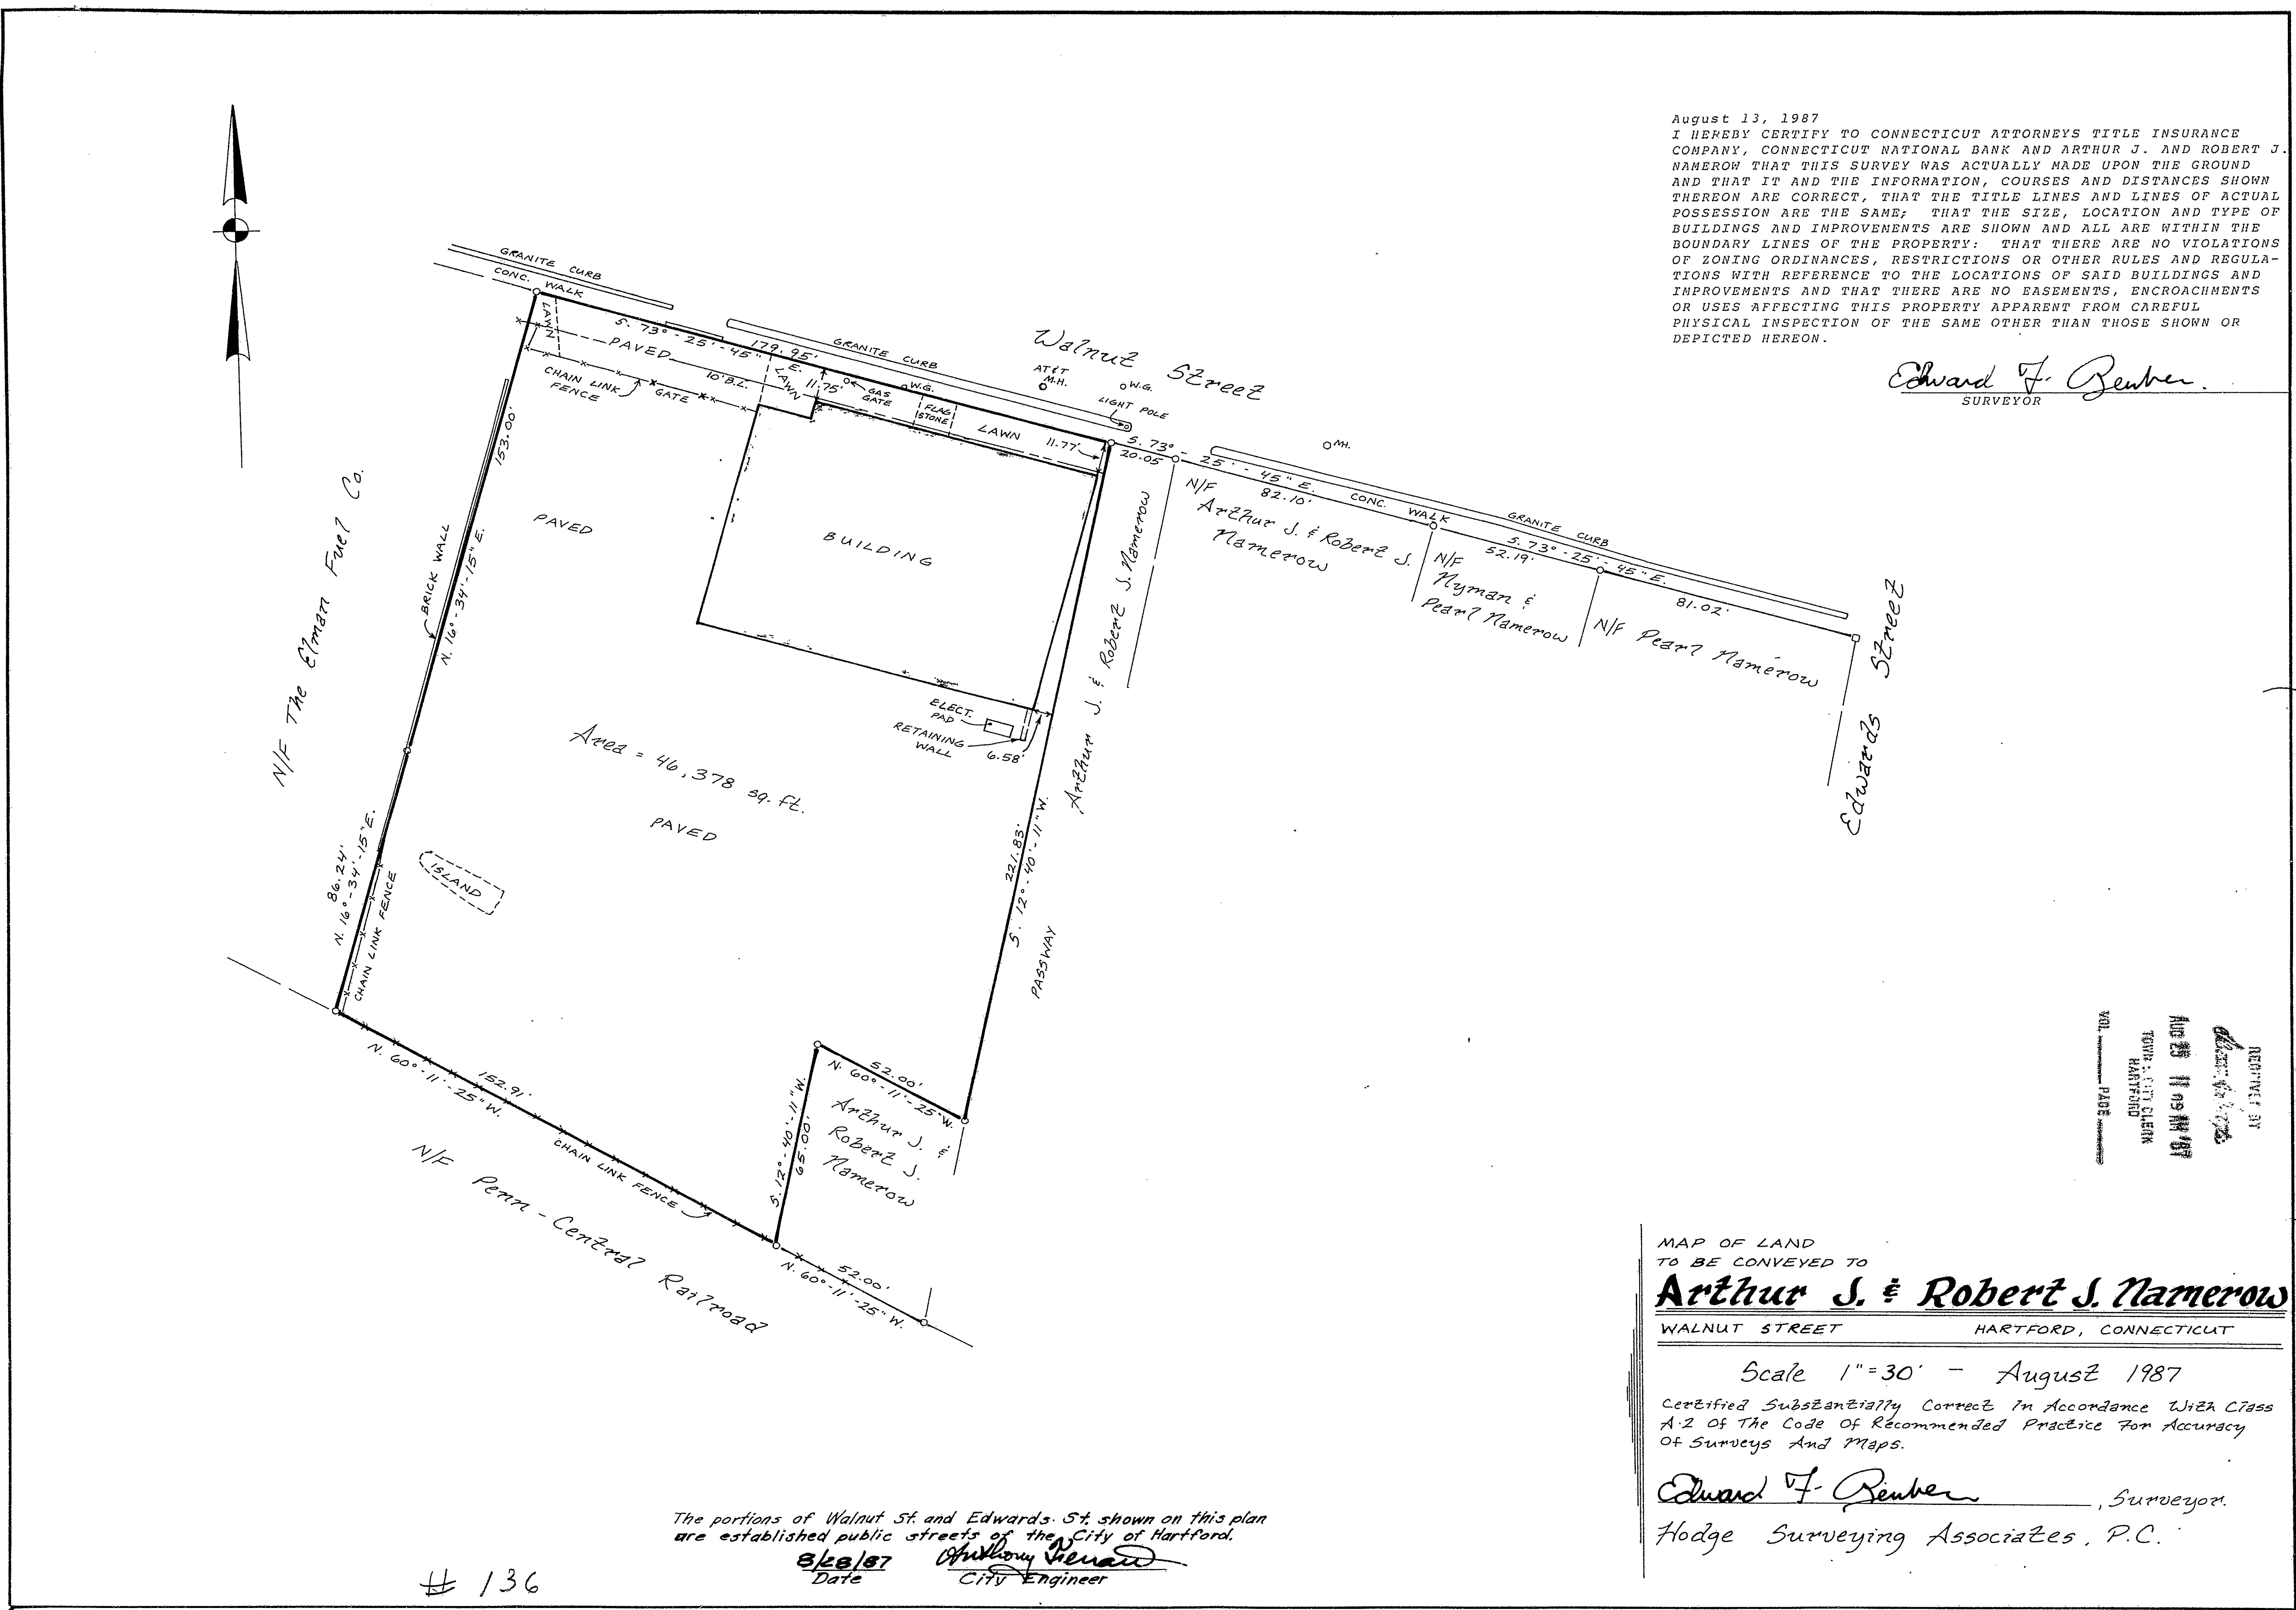 August 13, 1987
I HEREBY CERTIFY TO CONNECTICUT ATTORNEYS TITLE INSURANCE
COMPANY, CONNECTICUT NATIONAL BANK AND ARTHUR J. AND ROBERT J.
NAMEROW THAT THIS SURVEY WAS ACTUALLY MADE UPON THE GROUND
AND THAT IT AND THE INFORMATION, COURSES AND DISTANCES SHOWN
THEREON ARE CORRECT, THAT THE TITLE LINES AND LINES OF ACTUAL
POSSESSION ARE THE SAME; THAT THE SIZE, LOCATION AND TYPE OF
BUILDINGS AND IMPROVEMENTS ARE SHOWN AND ALL ARE WITHIN THE
BOUNDARY LINES OF THE PROPERTY: THAT THERE ARE NO VIOLATIONS
OF ZONING ORDINANCES, RESTRICTIONS OR OTHER RULES AND REGULA-
TIONS WITH REFERENCE TO THE LOCATIONS OF SAID BUILDINGS AND
IMPROVEMENTS AND THAT THERE ARE NO EASEMENTS, ENCROACHMENTS
OR USES AFFECTING THIS PROPERTY APPARENT FROM CAREFUL
PHYSICAL INSPECTION OF THE SAME OTHER THAN THOSE SHOWN OR
DEPICTED HEREON.
Edward F. Reuber.
SURVEYOR
GRANITE CURB
CONC. WALK
LAWN
S. 73° - 25' - 45" E.
179.95'
PAVED
10' B.L.
CHAIN LINK
FENCE
GATE
LAWN
11.75'
GAS
GATE
W.G.
FLAG
STONE
LAWN
11.77'
GRANITE CURB
Walnut Street
AT&T
M.H.
W.G.
LIGHT POLE
MH.
S. 73° - 25' - 45" E.
20.05
82.10'
CONC. WALK
GRANITE CURB
S. 73° - 25' - 45" E.
52.19'
81.02'
N/F
Arthur J. & Robert J.
Namerow
N/F
Nyman &
Pearl Namerow
N/F Pearl Namerow
Edwards Street
N/F The Elman Fuel Co.
BRICK WALL
153.00'
N. 16° - 34' - 15" E.
PAVED
BUILDING
Arthur J. & Robert J. Namerow
ELECT.
PAD
RETAINING
WALL
6.58'
Area = 46,378 sq. ft.
PAVED
ISLAND
86.24'
N. 16° - 34' - 15" E.
CHAIN LINK FENCE
221.83'
S. 12° - 40' - 11" W.
PASSWAY
152.91'
N. 60° - 11' - 25" W.
CHAIN LINK FENCE
52.00'
N. 60° - 11' - 25" W.
S. 12° - 40' - 11" W.
65.00'
Arthur J. &
Robert J.
Namerow
N/F Penn - Central Railroad
52.00'
N. 60° - 11' - 25" W.
RECEIVED BY
AUG 28 11 09 AM '87
TOWN & CITY CLERK
HARTFORD
VOL. PAGE
MAP OF LAND
TO BE CONVEYED TO
Arthur J. & Robert J. Namerow
WALNUT STREET HARTFORD, CONNECTICUT
Scale 1" = 30' - August 1987
Certified Substantially Correct In Accordance With Class
A-2 Of The Code Of Recommended Practice For Accuracy
Of Surveys And Maps.
Edward F. Reuber, Surveyor.
Hodge Surveying Associates, P.C.
The portions of Walnut St. and Edwards St. shown on this plan
are established public streets of the City of Hartford.
8/28/87 Anthony
Date City Engineer
# 136